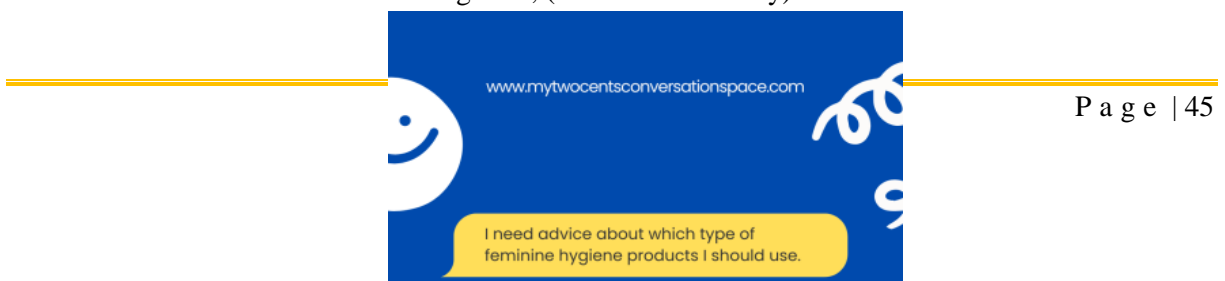 www.mytwocentsconversationspace.com
P a g e | 45
I need advice about which type of
feminine hygiene products I should use.